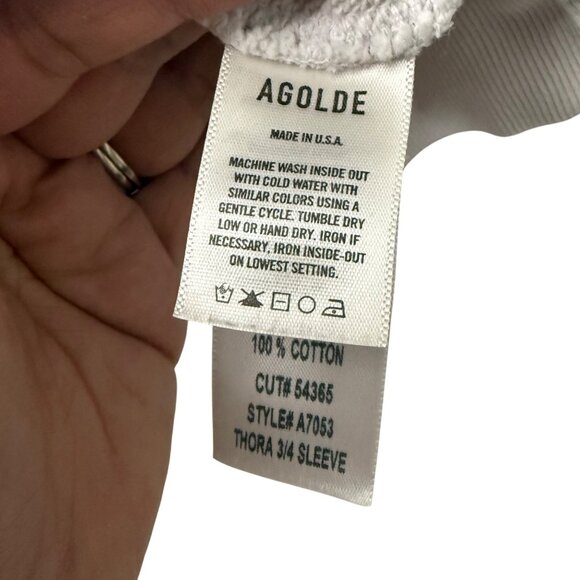 AGOLDE
MADE IN U.S.A.
MACHINE WASH INSIDE OUT
WITH COLD WATER WITH
SIMILAR COLORS USING A
GENTLE CYCLE. TUMBLE DRY
LOW OR HAND DRY. IRON IF
NECESSARY, IRON INSIDE-OUT
ON LOWEST SETTING.
100 % COTTON
CUT# 54365
STYLE# A7053
THORA 3/4 SLEEVE